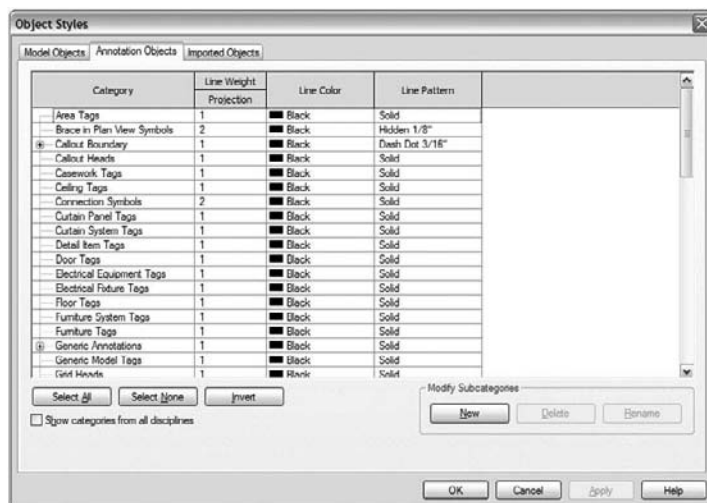 Object Styles
Model Objects Annotation Objects Imported Objects
Category Line Weight Line Color Line Pattern
Projection
Area Tags 1 Black Solid
Brace in Plan View Symbols 2 Black Hidden 1/8"
Callout Boundary 1 Black Dash Dot 3/16"
Callout Heads 1 Black Solid
Casework Tags 1 Black Solid
Ceiling Tags 1 Black Solid
Connection Symbols 2 Black Solid
Curtain Panel Tags 1 Black Solid
Curtain System Tags 1 Black Solid
Detail Item Tags 1 Black Solid
Door Tags 1 Black Solid
Electrical Equipment Tags 1 Black Solid
Electrical Fixture Tags 1 Black Solid
Floor Tags 1 Black Solid
Furniture System Tags 1 Black Solid
Furniture Tags 1 Black Solid
Generic Annotations 1 Black Solid
Generic Model Tags 1 Black Solid
Grid Heads 1 Black Solid
Select All Select None Invert
Show categories from all disciplines
Modify Subcategories
New Delete Rename
OK Cancel Apply Help